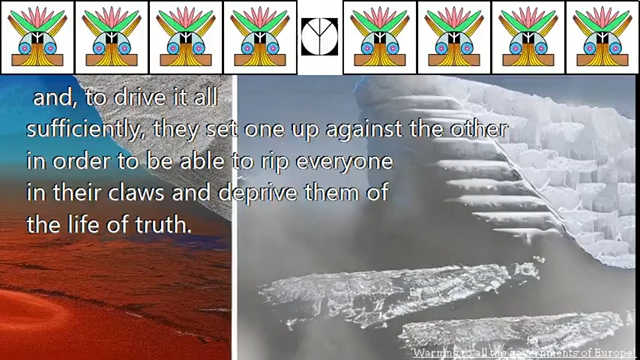 and, to drive it all
sufficiently, they set one up against the other
in order to be able to rip everyone
in their claws and deprive them of
the life of truth.
Warning to all the governments of Europe!